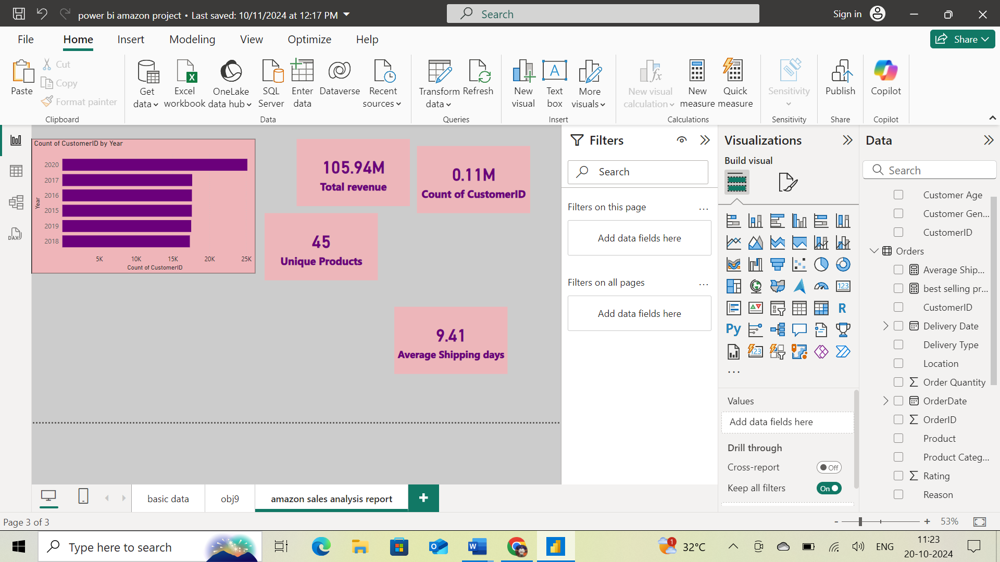 power bi amazon project • Last saved: 10/11/2024 at 12:17 PM
Search
Sign in
File
Home
Insert
Modeling
View
Optimize
Help
Share
Paste
Cut
Copy
Format painter
Clipboard
Get data
Excel workbook
OneLake data hub
SQL Server
Enter data
Dataverse
Recent sources
Data
Transform data
Refresh
Queries
New visual
Text box
More visuals
Insert
New visual calculation
New measure
Quick measure
Calculations
Sensitivity
Sensitivity
Publish
Share
Copilot
Copilot
Count of CustomerID by Year
Year
2020
2017
2016
2015
2019
2018
5K 10K 15K 20K 25K
Count of CustomerID
105.94M
Total revenue
0.11M
Count of CustomerID
45
Unique Products
9.41
Average Shipping days
Filters
Search
Filters on this page
...
Add data fields here
Filters on all pages
...
Add data fields here
Visualizations
Build visual
123
R
Py
123
...
Values
Add data fields here
Drill through
Cross-report
Off
Keep all filters
On
Data
Search
Customer Age
Customer Gen...
CustomerID
Orders
Average Ship...
best selling pr...
CustomerID
Delivery Date
Delivery Type
Location
Order Quantity
OrderDate
OrderID
Product
Product Categ...
Rating
Reason
DAX
basic data
obj9
amazon sales analysis report
+
Page 3 of 3
- + 53%
Type here to search
1
32°C
ENG
11:23
20-10-2024